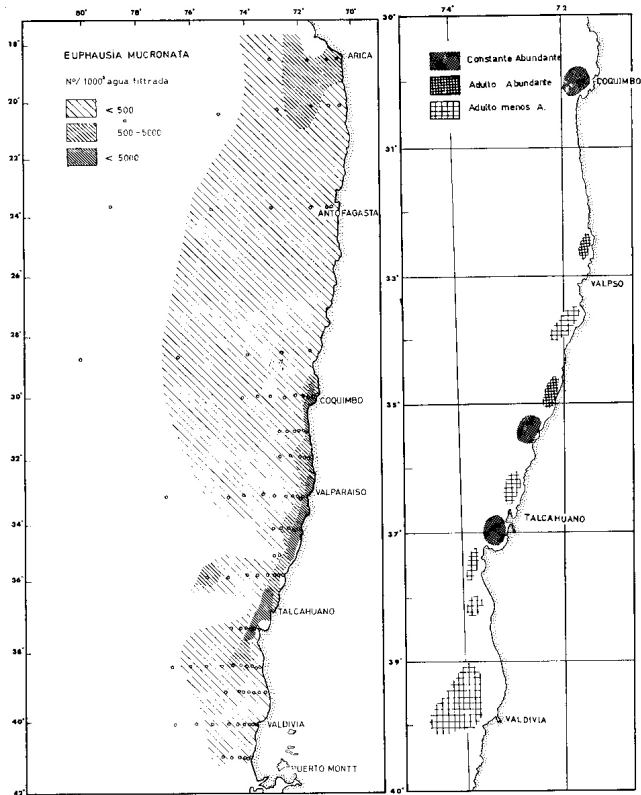 80 78 76 74 72 70
18°
20°
22°
24°
26°
28°
30°
32°
34°
36°
38°
40°
42°
EUPHAUSIA MUCRONATA
Nº/1000³ agua filtrada
< 500
500-5000
< 5000
ARICA
ANTOFAGASTA
COQUIMBO
VALPARAISO
TALCAHUANO
VALDIVIA
PUERTO MONTT
73
30°
31
33
35
37
39
40°
74
73
Constante Abundante
Adulto Abundante
Adulto menos A.
COQUIMBO
VALPSO
TALCAHUANO
VALDIVIA